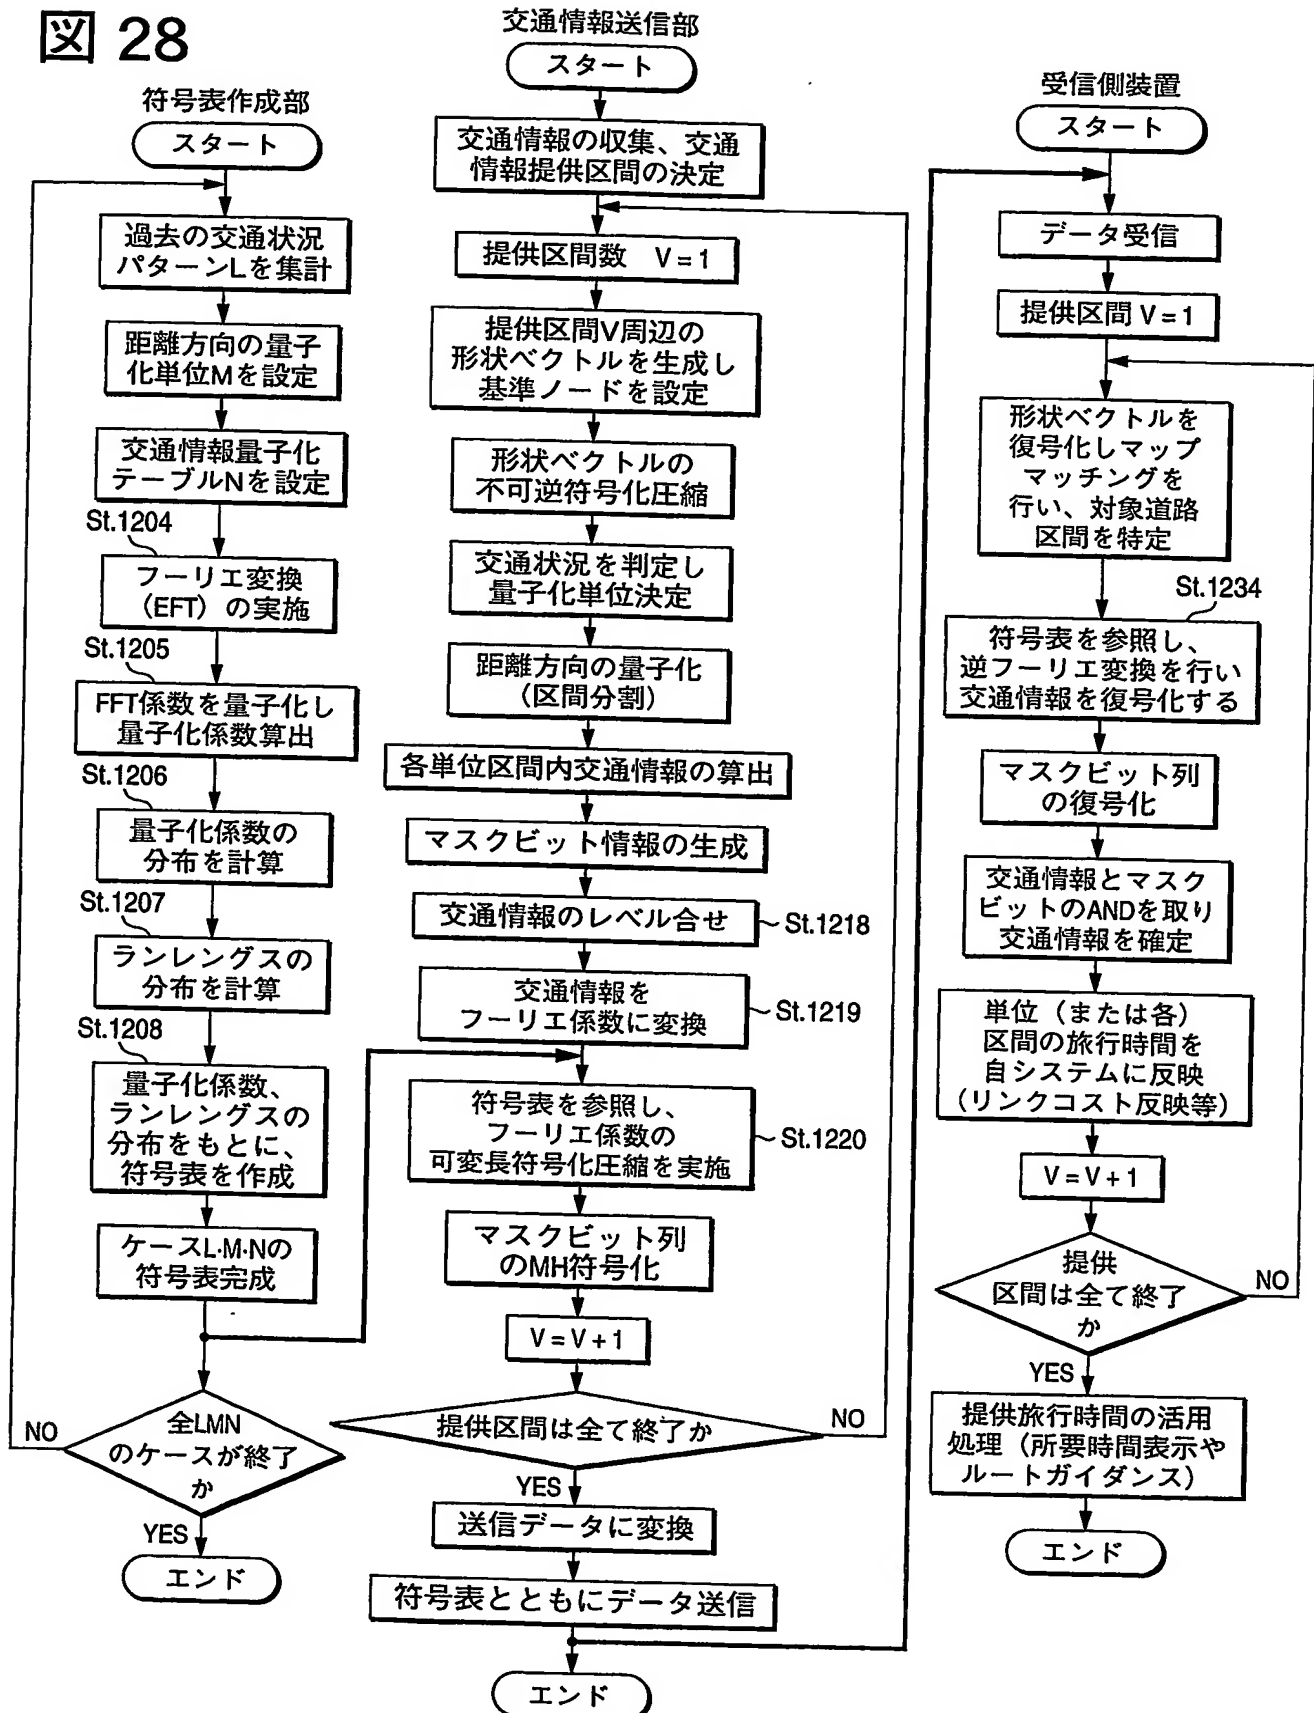 図 28
符号表作成部
スタート
過去の交通状況
パターンLを集計
距離方向の量子
化単位Mを設定
交通情報量子化
テーブルNを設定
St.1204
フーリエ変換
(EFT)の実施
St.1205
FFT係数を量子化し
量子化係数算出
St.1206
量子化係数の
分布を計算
St.1207
ランレングスの
分布を計算
St.1208
量子化係数、
ランレングスの
分布をもとに、
符号表を作成
ケースL·M·Nの
符号表完成
全LMN
のケースが終了
か
NO
YES
エンド
交通情報送信部
スタート
交通情報の収集、交通
情報提供区間の決定
提供区間数 V=1
提供区間V周辺の
形状ベクトルを生成し
基準ノードを設定
形状ベクトルの
不可逆符号化圧縮
交通状況を判定し
量子化単位決定
距離方向の量子化
(区間分割)
各単位区間内交通情報の算出
マスクビット情報の生成
交通情報のレベル合せ
St.1218
交通情報を
フーリエ係数に変換
St.1219
符号表を参照し、
フーリエ係数の
可変長符号化圧縮を実施
St.1220
マスクビット列
のMH符号化
V=V+1
提供区間は全て終了か
NO
YES
送信データに変換
符号表とともにデータ送信
エンド
受信側装置
スタート
データ受信
提供区間 V=1
形状ベクトルを
復号化しマップ
マッチングを
行い、対象道路
区間を特定
St.1234
符号表を参照し、
逆フーリエ変換を行い
交通情報を復号化する
マスクビット列
の復号化
交通情報とマスク
ビットのANDを取り
交通情報を確定
単位(または各)
区間の旅行時間を
自システムに反映
(リンクコスト反映等)
V=V+1
提供
区間は全て終了
か
NO
YES
提供旅行時間の活用
処理(所要時間表示や
ルートガイダンス)
エンド